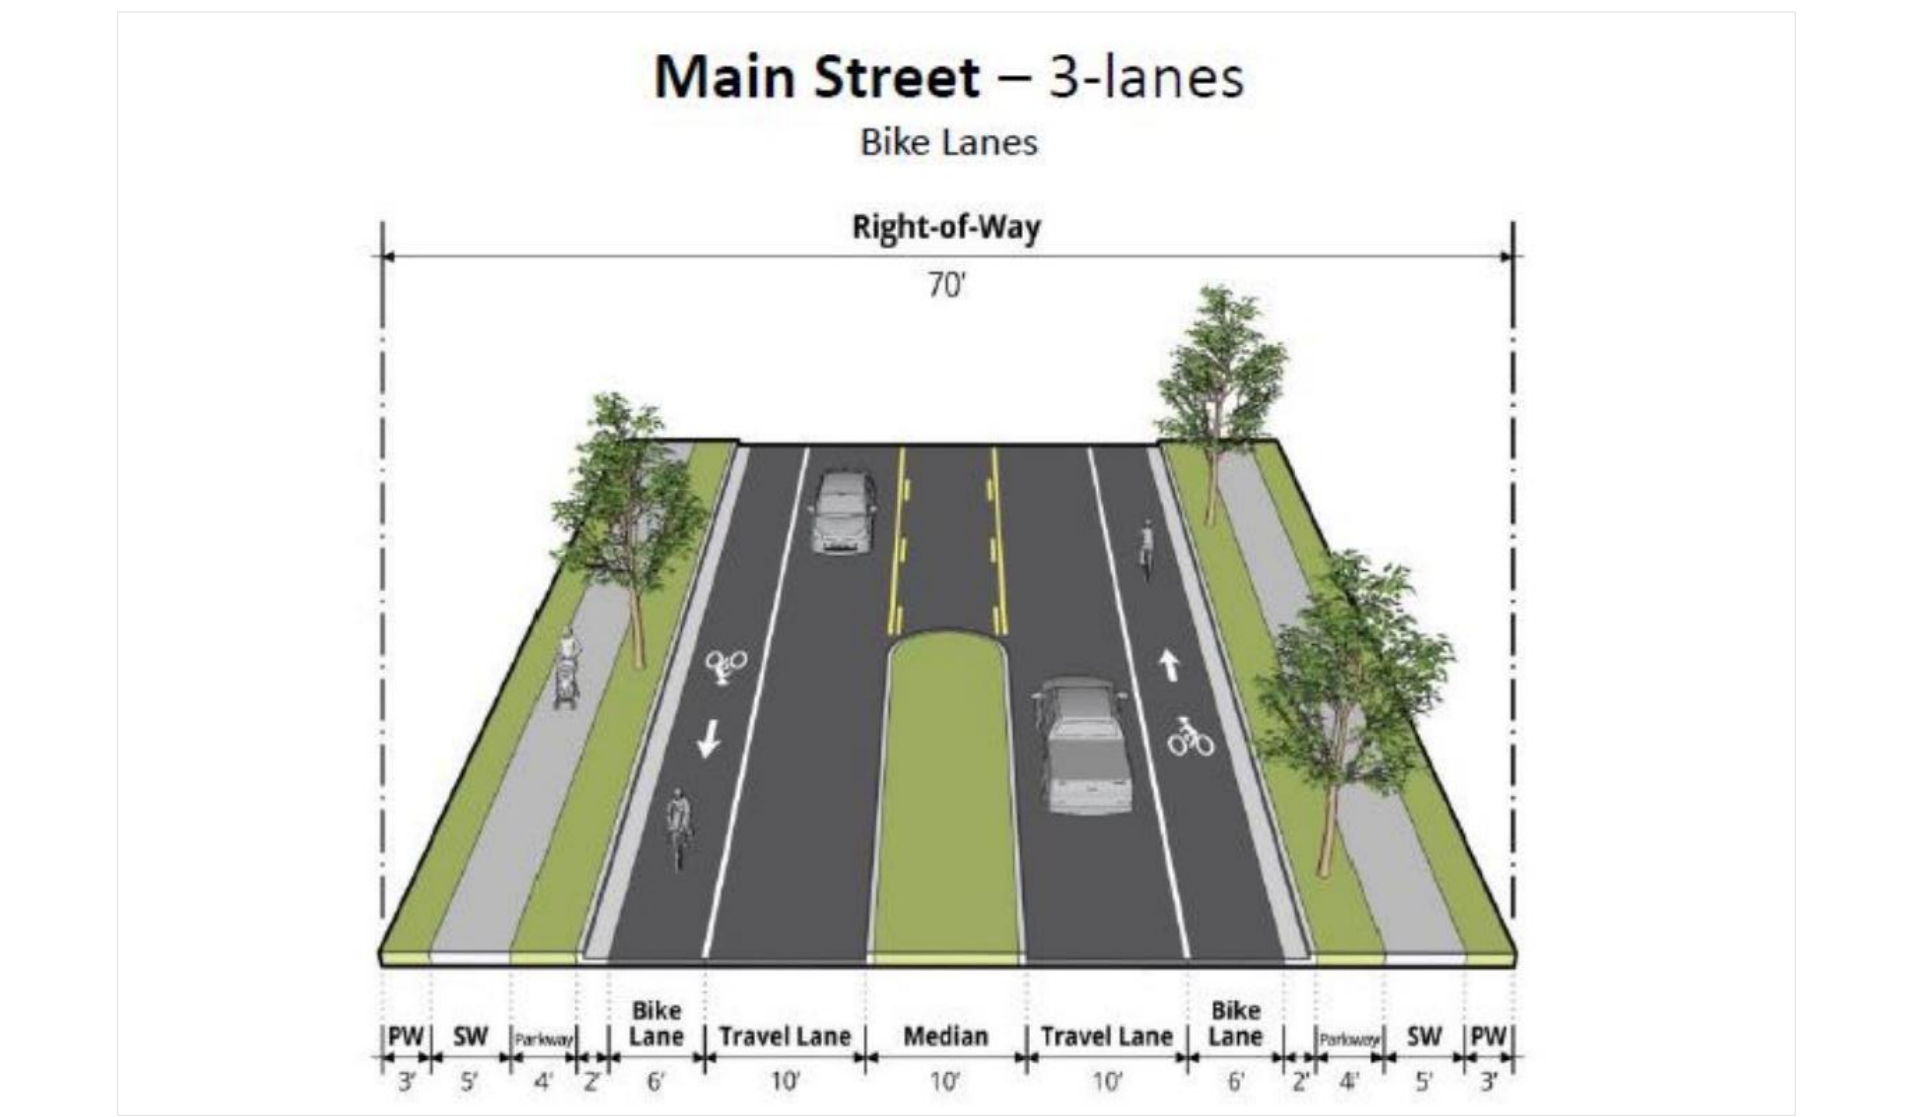 Main Street – 3-lanes
Bike Lanes
Right-of-Way
70'
PW SW Parkway Bike Lane Travel Lane Median Travel Lane Bike Lane Parkway SW PW
3' 5' 4' 2' 6' 10' 10' 10' 6' 2' 4' 5' 3'